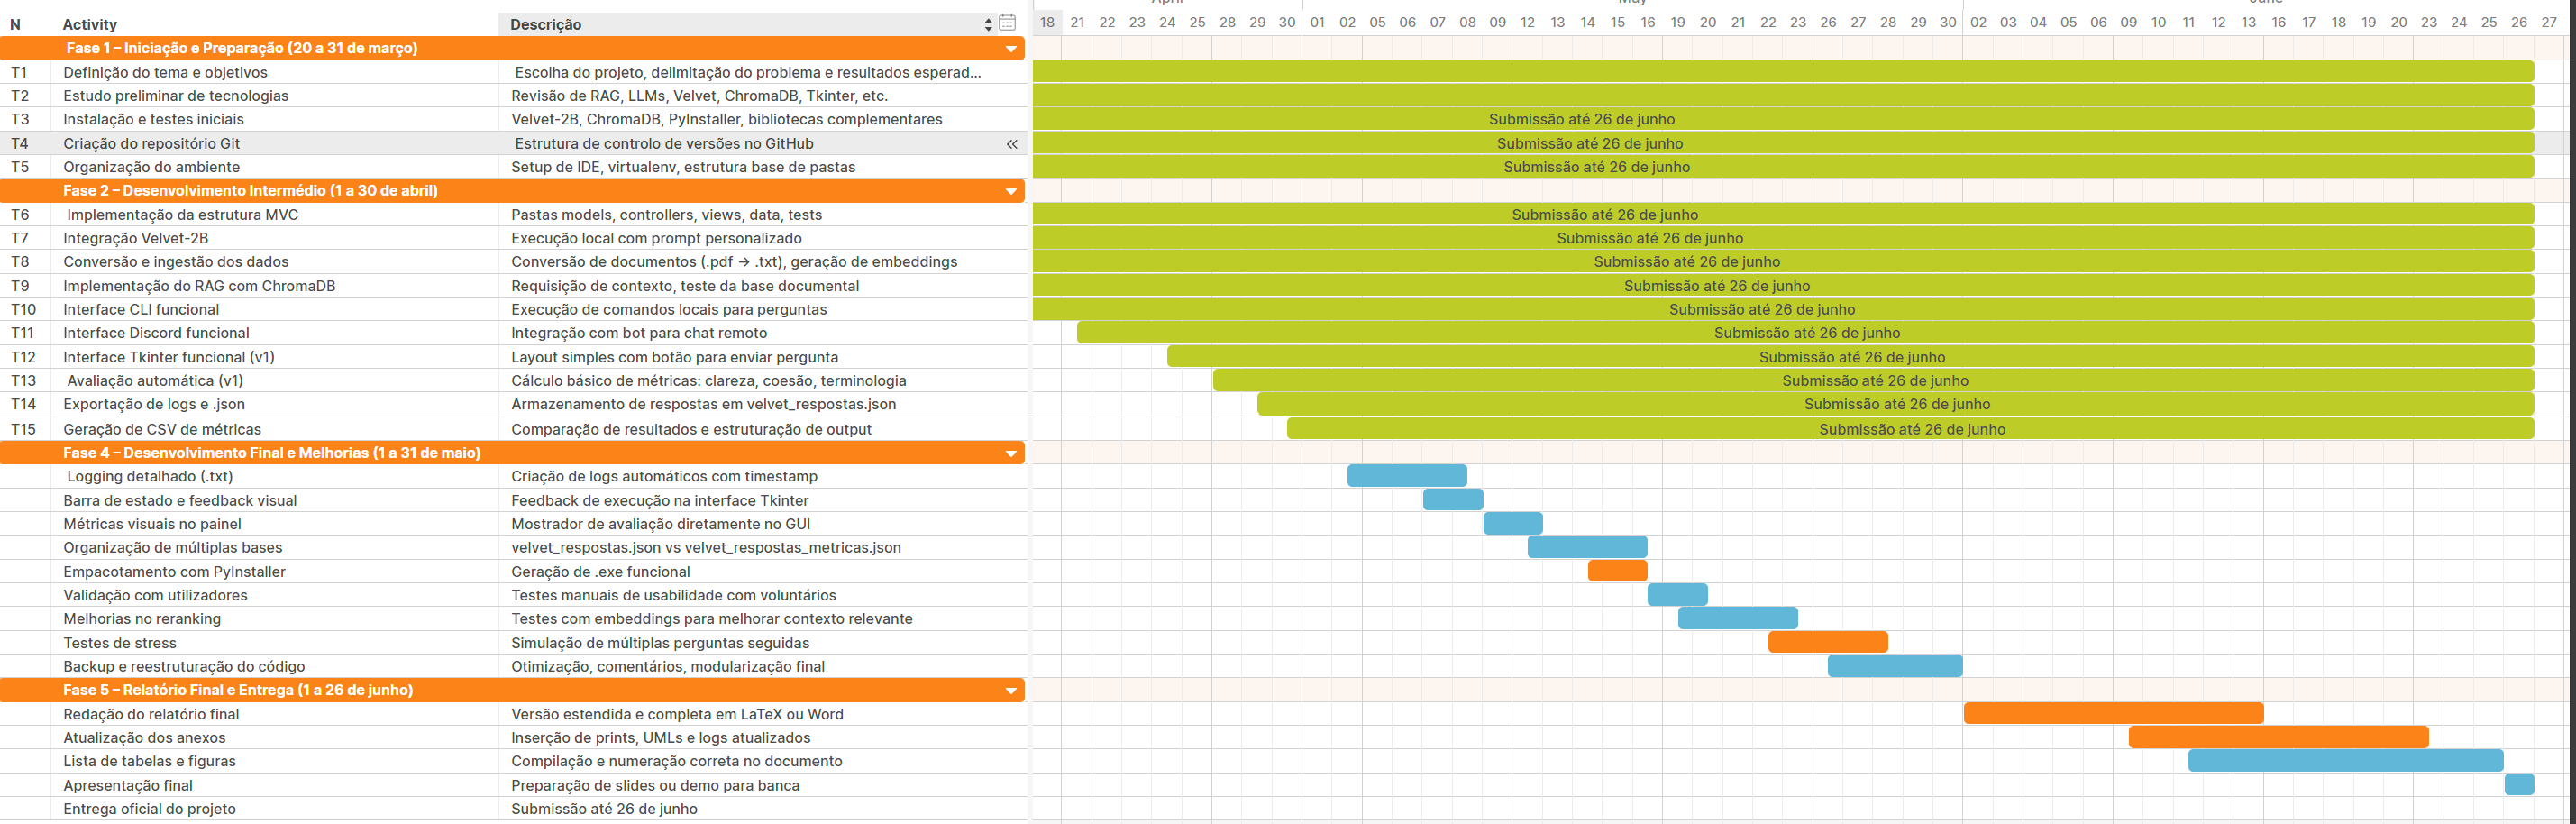 April May June
N Activity Descrição 18 21 22 23 24 25 28 29 30 01 02 05 06 07 08 09 12 13 14 15 16 19 20 21 22 23 26 27 28 29 30 02 03 04 05 06 09 10 11 12 13 16 17 18 19 20 23 24 25 26 27
Fase 1 – Iniciação e Preparação (20 a 31 de março)
T1 Definição do tema e objetivos Escolha do projeto, delimitação do problema e resultados esperad...
T2 Estudo preliminar de tecnologias Revisão de RAG, LLMs, Velvet, ChromaDB, Tkinter, etc.
T3 Instalação e testes iniciais Velvet-2B, ChromaDB, PyInstaller, bibliotecas complementares Submissão até 26 de junho
T4 Criação do repositório Git Estrutura de controlo de versões no GitHub « Submissão até 26 de junho
T5 Organização do ambiente Setup de IDE, virtualenv, estrutura base de pastas Submissão até 26 de junho
Fase 2 – Desenvolvimento Intermédio (1 a 30 de abril)
T6 Implementação da estrutura MVC Pastas models, controllers, views, data, tests Submissão até 26 de junho
T7 Integração Velvet-2B Execução local com prompt personalizado Submissão até 26 de junho
T8 Conversão e ingestão dos dados Conversão de documentos (.pdf → .txt), geração de embeddings Submissão até 26 de junho
T9 Implementação do RAG com ChromaDB Requisição de contexto, teste da base documental Submissão até 26 de junho
T10 Interface CLI funcional Execução de comandos locais para perguntas Submissão até 26 de junho
T11 Interface Discord funcional Integração com bot para chat remoto Submissão até 26 de junho
T12 Interface Tkinter funcional (v1) Layout simples com botão para enviar pergunta Submissão até 26 de junho
T13 Avaliação automática (v1) Cálculo básico de métricas: clareza, coesão, terminologia Submissão até 26 de junho
T14 Exportação de logs e .json Armazenamento de respostas em velvet_respostas.json Submissão até 26 de junho
T15 Geração de CSV de métricas Comparação de resultados e estruturação de output Submissão até 26 de junho
Fase 4 – Desenvolvimento Final e Melhorias (1 a 31 de maio)
Logging detalhado (.txt) Criação de logs automáticos com timestamp
Barra de estado e feedback visual Feedback de execução na interface Tkinter
Métricas visuais no painel Mostrador de avaliação diretamente no GUI
Organização de múltiplas bases velvet_respostas.json vs velvet_respostas_metricas.json
Empacotamento com PyInstaller Geração de .exe funcional
Validação com utilizadores Testes manuais de usabilidade com voluntários
Melhorias no reranking Testes com embeddings para melhorar contexto relevante
Testes de stress Simulação de múltiplas perguntas seguidas
Backup e reestruturação do código Otimização, comentários, modularização final
Fase 5 – Relatório Final e Entrega (1 a 26 de junho)
Redação do relatório final Versão estendida e completa em LaTeX ou Word
Atualização dos anexos Inserção de prints, UMLs e logs atualizados
Lista de tabelas e figuras Compilação e numeração correta no documento
Apresentação final Preparação de slides ou demo para banca
Entrega oficial do projeto Submissão até 26 de junho